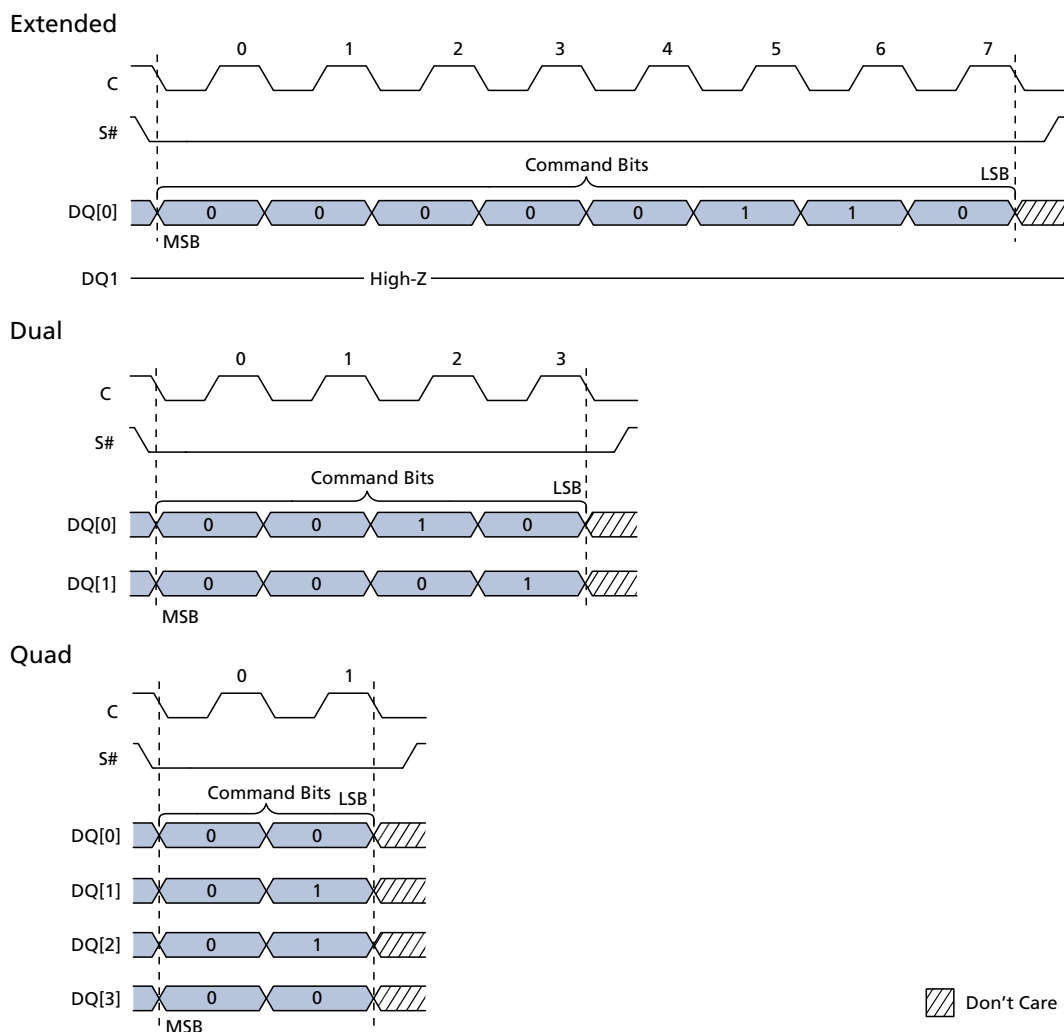 Extended
0 1 2 3 4 5 6 7
C
S#
Command Bits
LSB
DQ[0] 0 0 0 0 0 1 1 0
MSB
DQ1 High-Z
Dual
0 1 2 3
C
S#
Command Bits
LSB
DQ[0] 0 0 1 0
DQ[1] 0 0 0 1
MSB
Quad
0 1
C
S#
Command Bits LSB
DQ[0] 0 0
DQ[1] 0 1
DQ[2] 0 1
DQ[3] 0 0
MSB
Don't Care